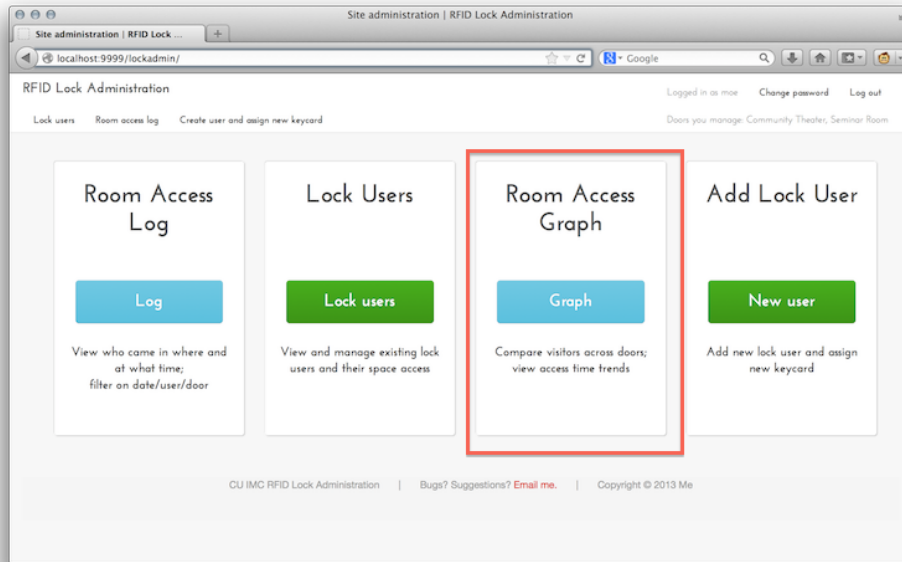 Site administration | RFID Lock Administration
Site administration | RFID Lock ...
localhost:9999/lockadmin/
Google
RFID Lock Administration
Logged in as moe Change password Log out
Lock users Room access log Create user and assign new keycard
Doors you manage: Community Theater, Seminar Room
Room Access
Log
Log
View who came in where and
at what time;
filter on date/user/door
Lock Users
Lock users
View and manage existing lock
users and their space access
Room Access
Graph
Graph
Compare visitors across doors;
view access time trends
Add Lock User
New user
Add new lock user and assign
new keycard
CU IMC RFID Lock Administration | Bugs? Suggestions? Email me. | Copyright © 2013 Me